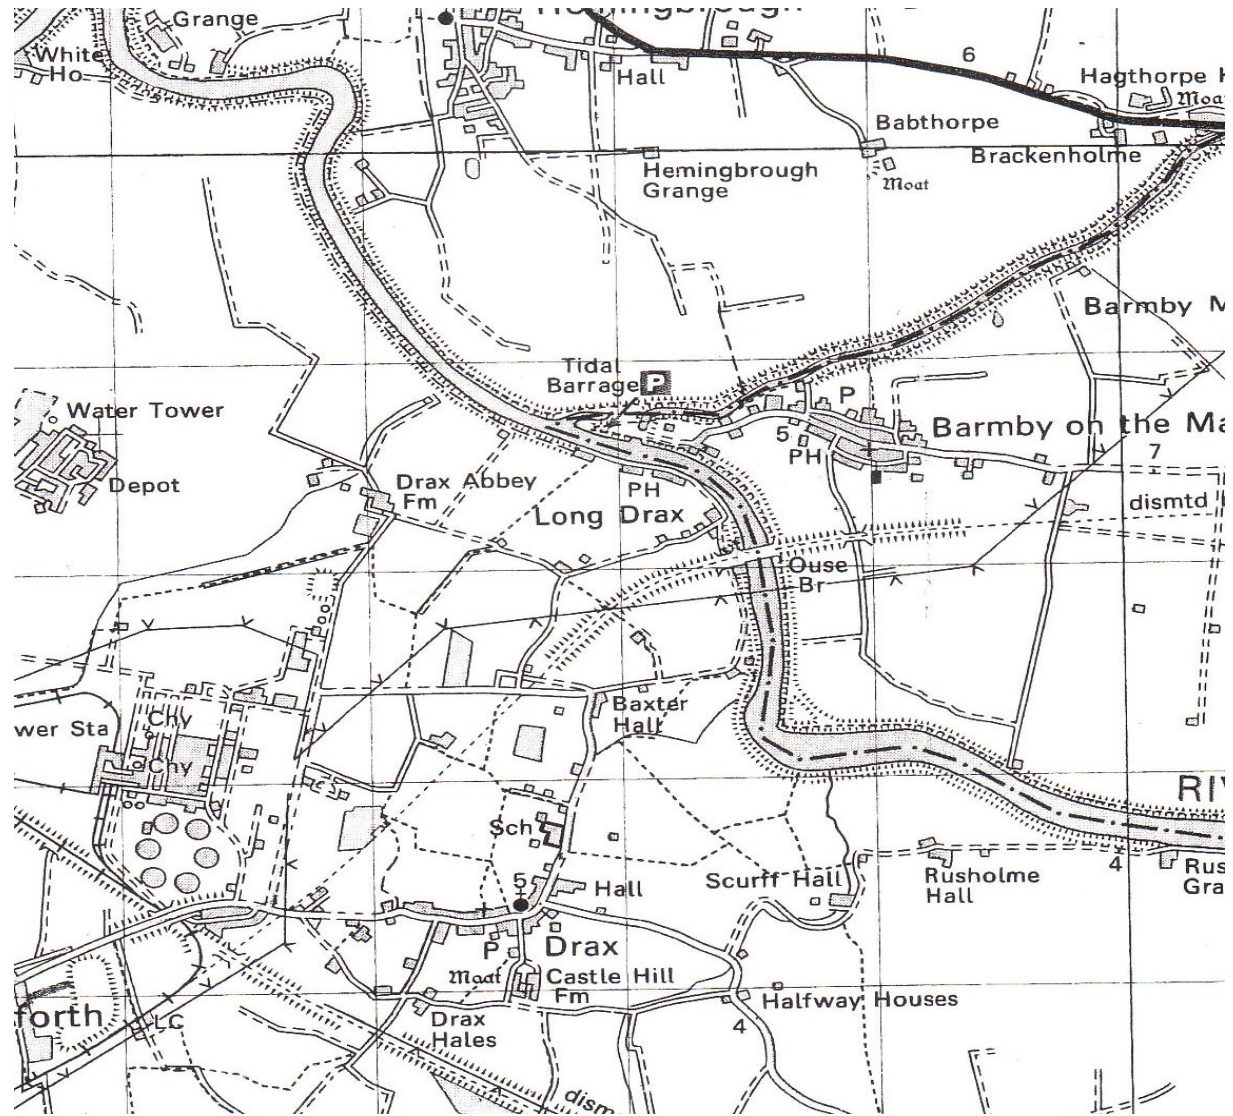 Hemingbrough
Grange
White
Ho
Hall
6
Hagthorpe H
Moat
Babthorpe
Brackenholme
Moat
Hemingbrough
Grange
Barmby M
Tidal
Barrage P
Water Tower
P
5
Barmby on the Ma
PH
7
Depot
Drax Abbey
Fm
PH
Long Drax
dismtd
Ouse
Br
Baxter
Hall
wer Sta
Chy
Chy
RIV
Sch
4
Rus
Gra
Scurff Hall
Rusholme
Hall
5
Hall
P
Drax
Moat
Castle Hill
Fm
Halfway Houses
4
forth
LC
Drax
Hales
dism